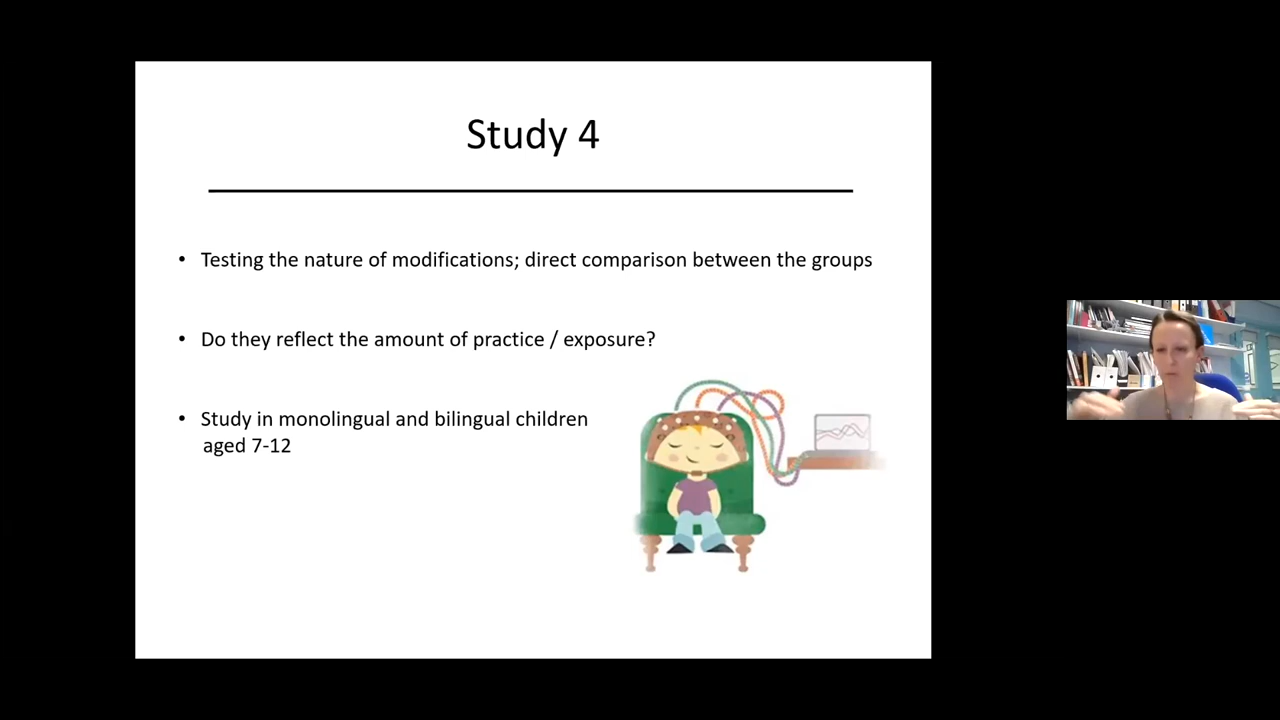 Study 4
• Testing the nature of modifications; direct comparison between the groups
• Do they reflect the amount of practice / exposure?
• Study in monolingual and bilingual children
aged 7-12